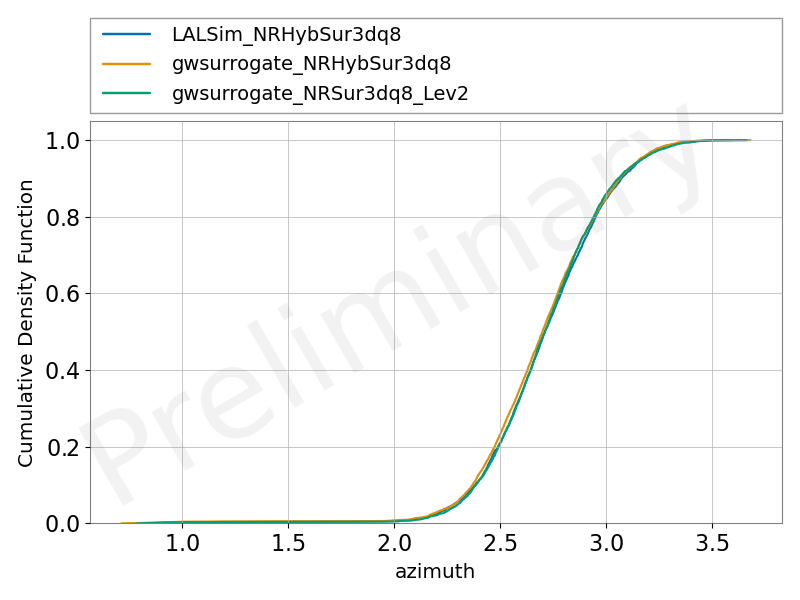 LALSim_NRHybSur3dq8
gwsurrogate_NRHybSur3dq8
gwsurrogate_NRSur3dq8_Lev2
Preliminary
Cumulative Density Function
1.0
0.8
0.6
0.4
0.2
0.0
1.0 1.5 2.0 2.5 3.0 3.5
azimuth